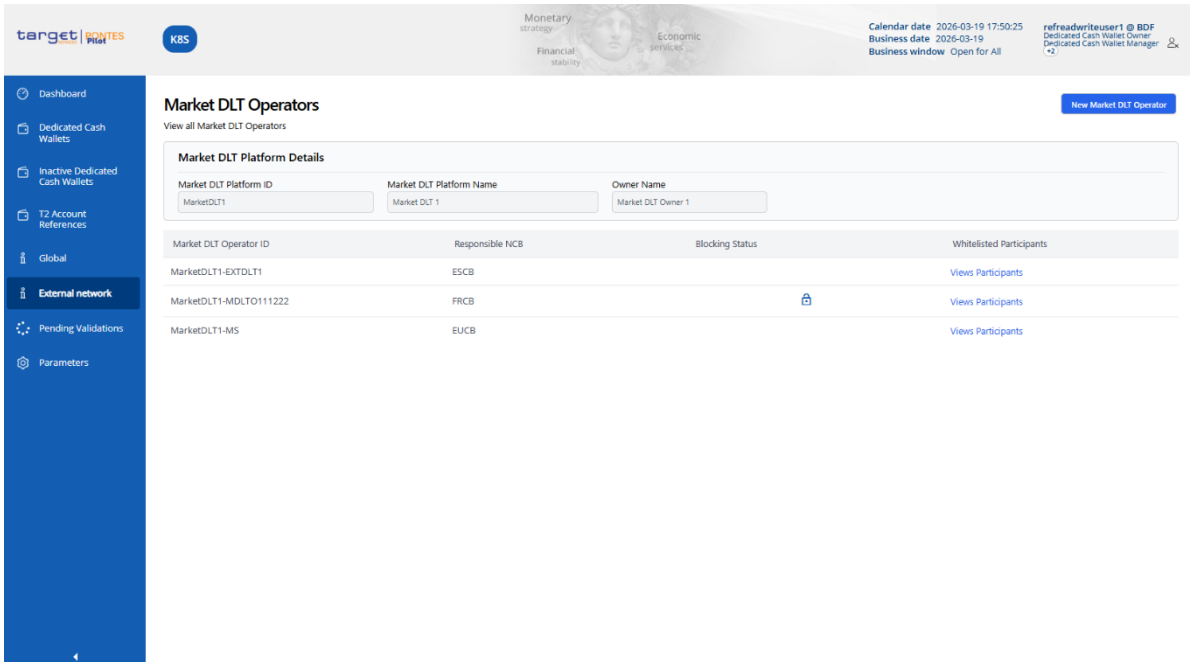 target | PONTES
SERVICES Pilot
K8S
Monetary
strategy
Economic
services
Financial
stability
Calendar date 2026-03-19 17:50:25
Business date 2026-03-19
Business window Open for All
refreadwriteuser1 @ BDF
Dedicated Cash Wallet Owner
Dedicated Cash Wallet Manager
+2
Dashboard
Dedicated Cash
Wallets
Inactive Dedicated
Cash Wallets
T2 Account
References
Global
External network
Pending Validations
Parameters
Market DLT Operators
New Market DLT Operator
View all Market DLT Operators
Market DLT Platform Details
Market DLT Platform ID Market DLT Platform Name Owner Name
MarketDLT1 Market DLT 1 Market DLT Owner 1
Market DLT Operator ID Responsible NCB Blocking Status Whitelisted Participants
MarketDLT1-EXTDLT1 ESCB Views Participants
MarketDLT1-MDLTO111222 FRCB Views Participants
MarketDLT1-MS EUCB Views Participants